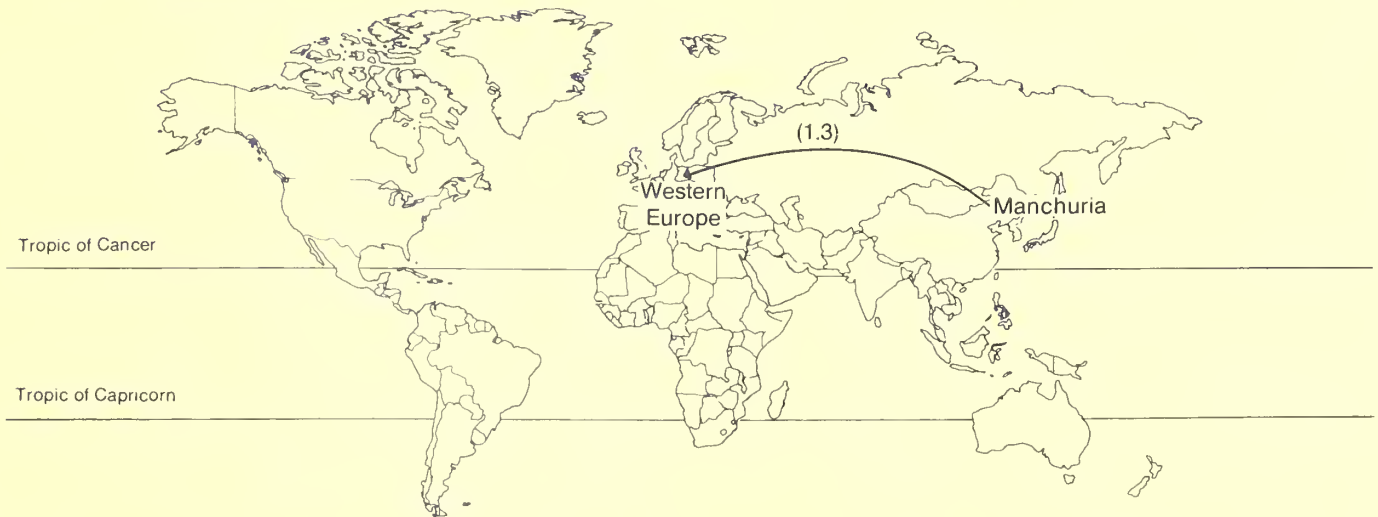 (1.3)
Western
Europe
Manchuria
Tropic of Cancer
Tropic of Capricorn